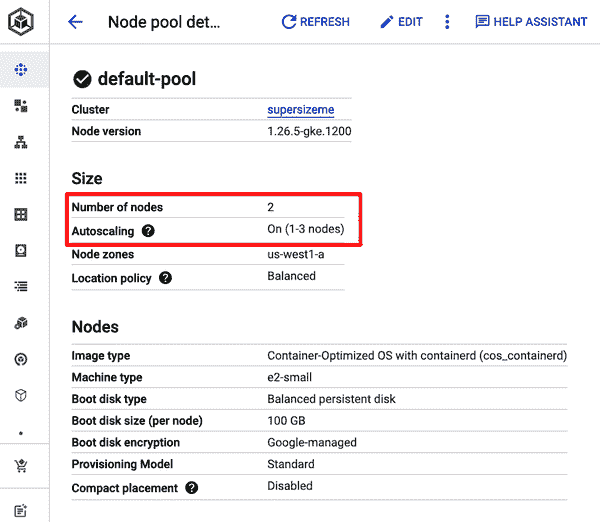 Node pool det... REFRESH EDIT HELP ASSISTANT
default-pool
Cluster supersizeme
Node version 1.26.5-gke.1200
Size
Number of nodes 2
Autoscaling ? On (1-3 nodes)
Node zones us-west1-a
Location policy ? Balanced
Nodes
Image type Container-Optimized OS with containerd (cos_containerd)
Machine type e2-small
Boot disk type Balanced persistent disk
Boot disk size (per node) 100 GB
Boot disk encryption Google-managed
Provisioning Model Standard
Compact placement ? Disabled